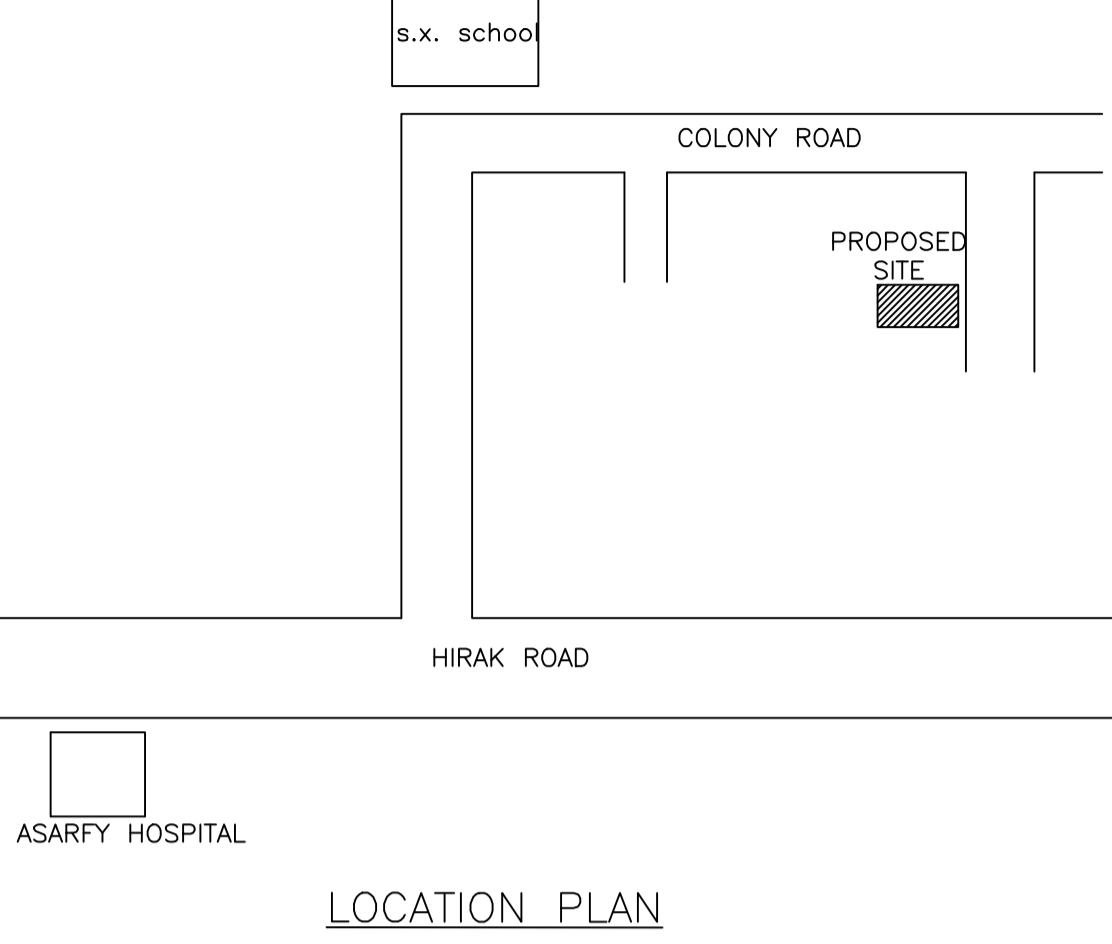 s.x. school
COLONY ROAD
PROPOSED
SITE
HIRAK ROAD
ASARFY HOSPITAL
LOCATION PLAN